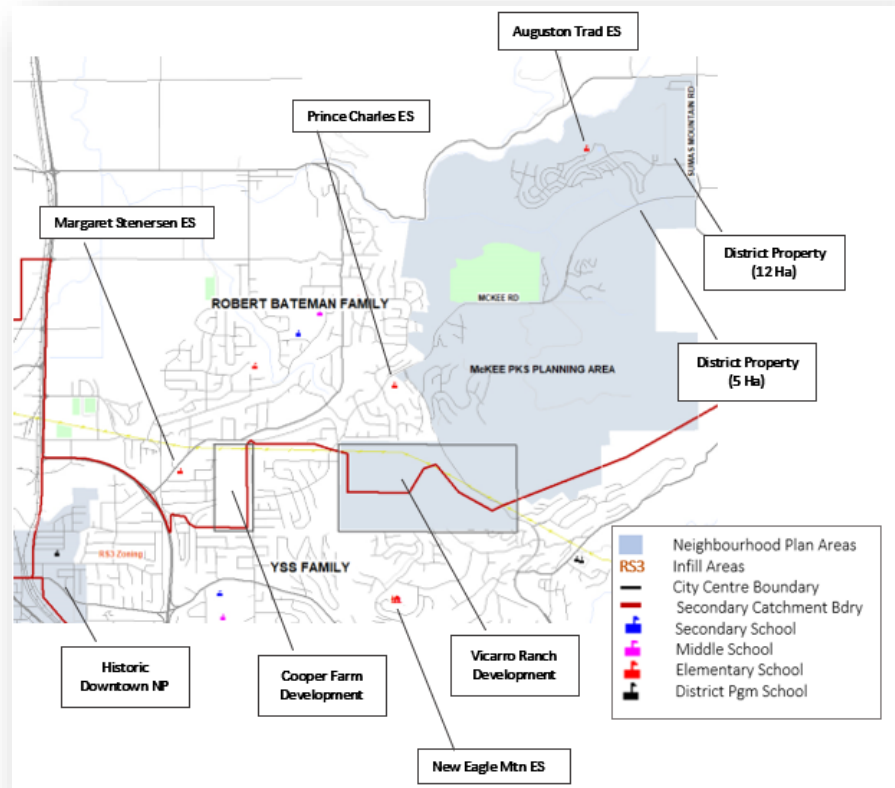 Auguston Trad ES
Prince Charles ES
SUMAS MOUNTAIN RD
Margaret Stenersen ES
District Property
(12 Ha)
ROBERT BATEMAN FAMILY
MCKEE RD
District Property
(5 Ha)
McKEE PKS PLANNING AREA
RS3 Zoning
YSS FAMILY
Neighbourhood Plan Areas
RS3 Infill Areas
City Centre Boundary
Secondary Catchment Bdry
Secondary School
Middle School
Elementary School
District Pgm School
Historic
Downtown NP
Cooper Farm
Development
Vicarro Ranch
Development
New Eagle Mtn ES